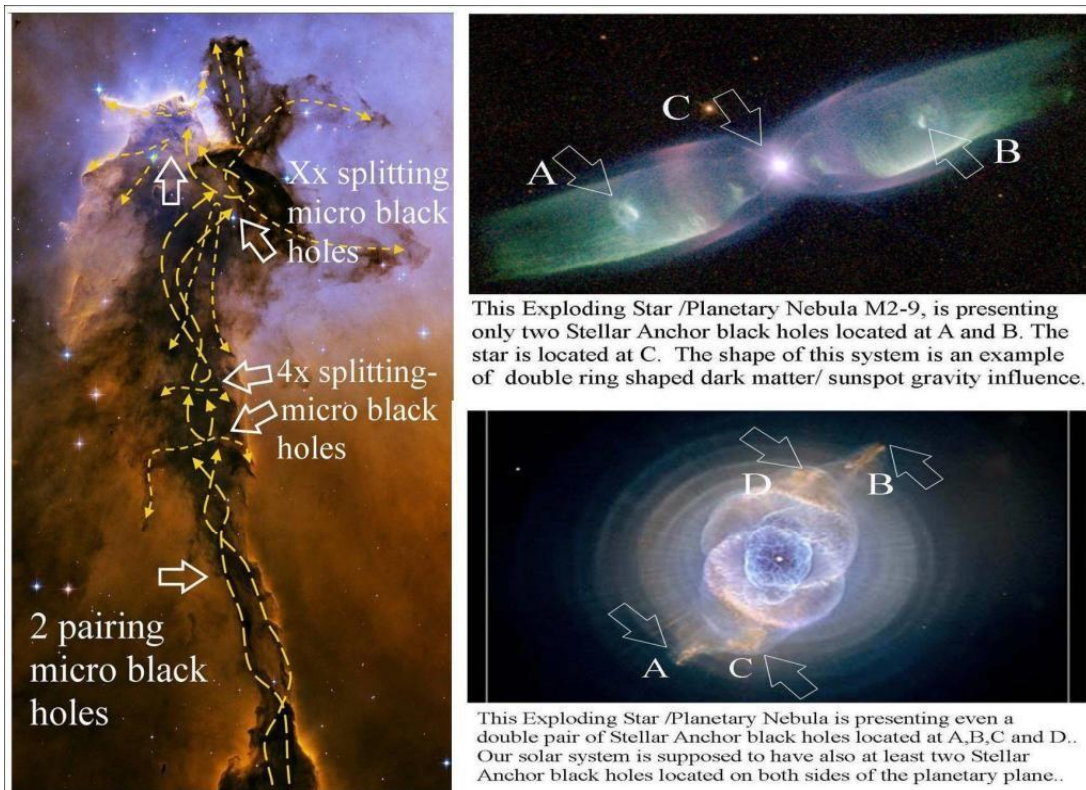 Xx splitting
micro black
holes
4x splitting-
micro black
holes
2 pairing
micro black
holes
C
A
B
This Exploding Star /Planetary Nebula M2-9, is presenting
only two Stellar Anchor black holes located at A and B. The
star is located at C.  The shape of this system is an example
of  double ring shaped dark matter/ sunspot gravity influence.
D
B
A
C
This Exploding Star /Planetary Nebula is presenting even a
double pair of Stellar Anchor black holes located at A,B,C and D..
Our solar system is supposed to have also at least two Stellar
Anchor black holes located on both sides of the planetary plane..